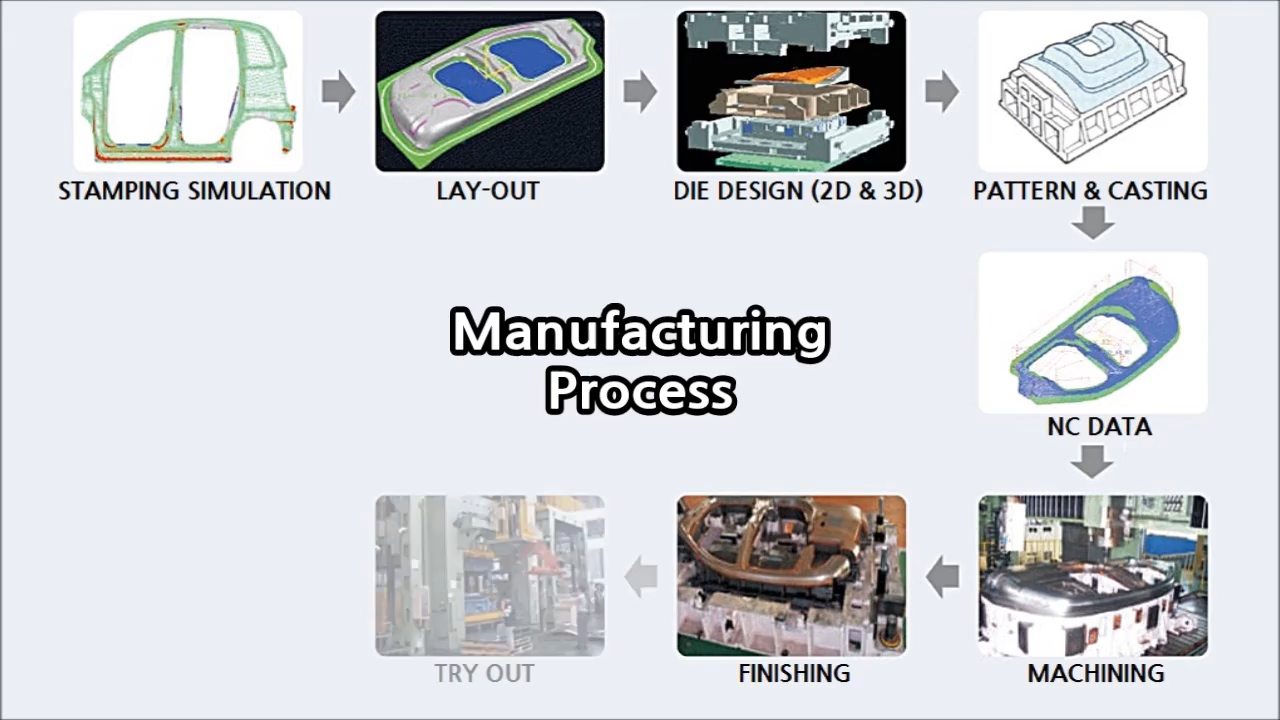 STAMPING SIMULATION
LAY-OUT
DIE DESIGN (2D & 3D)
PATTERN & CASTING
Manufacturing
Process
NC DATA
TRY OUT
FINISHING
MACHINING